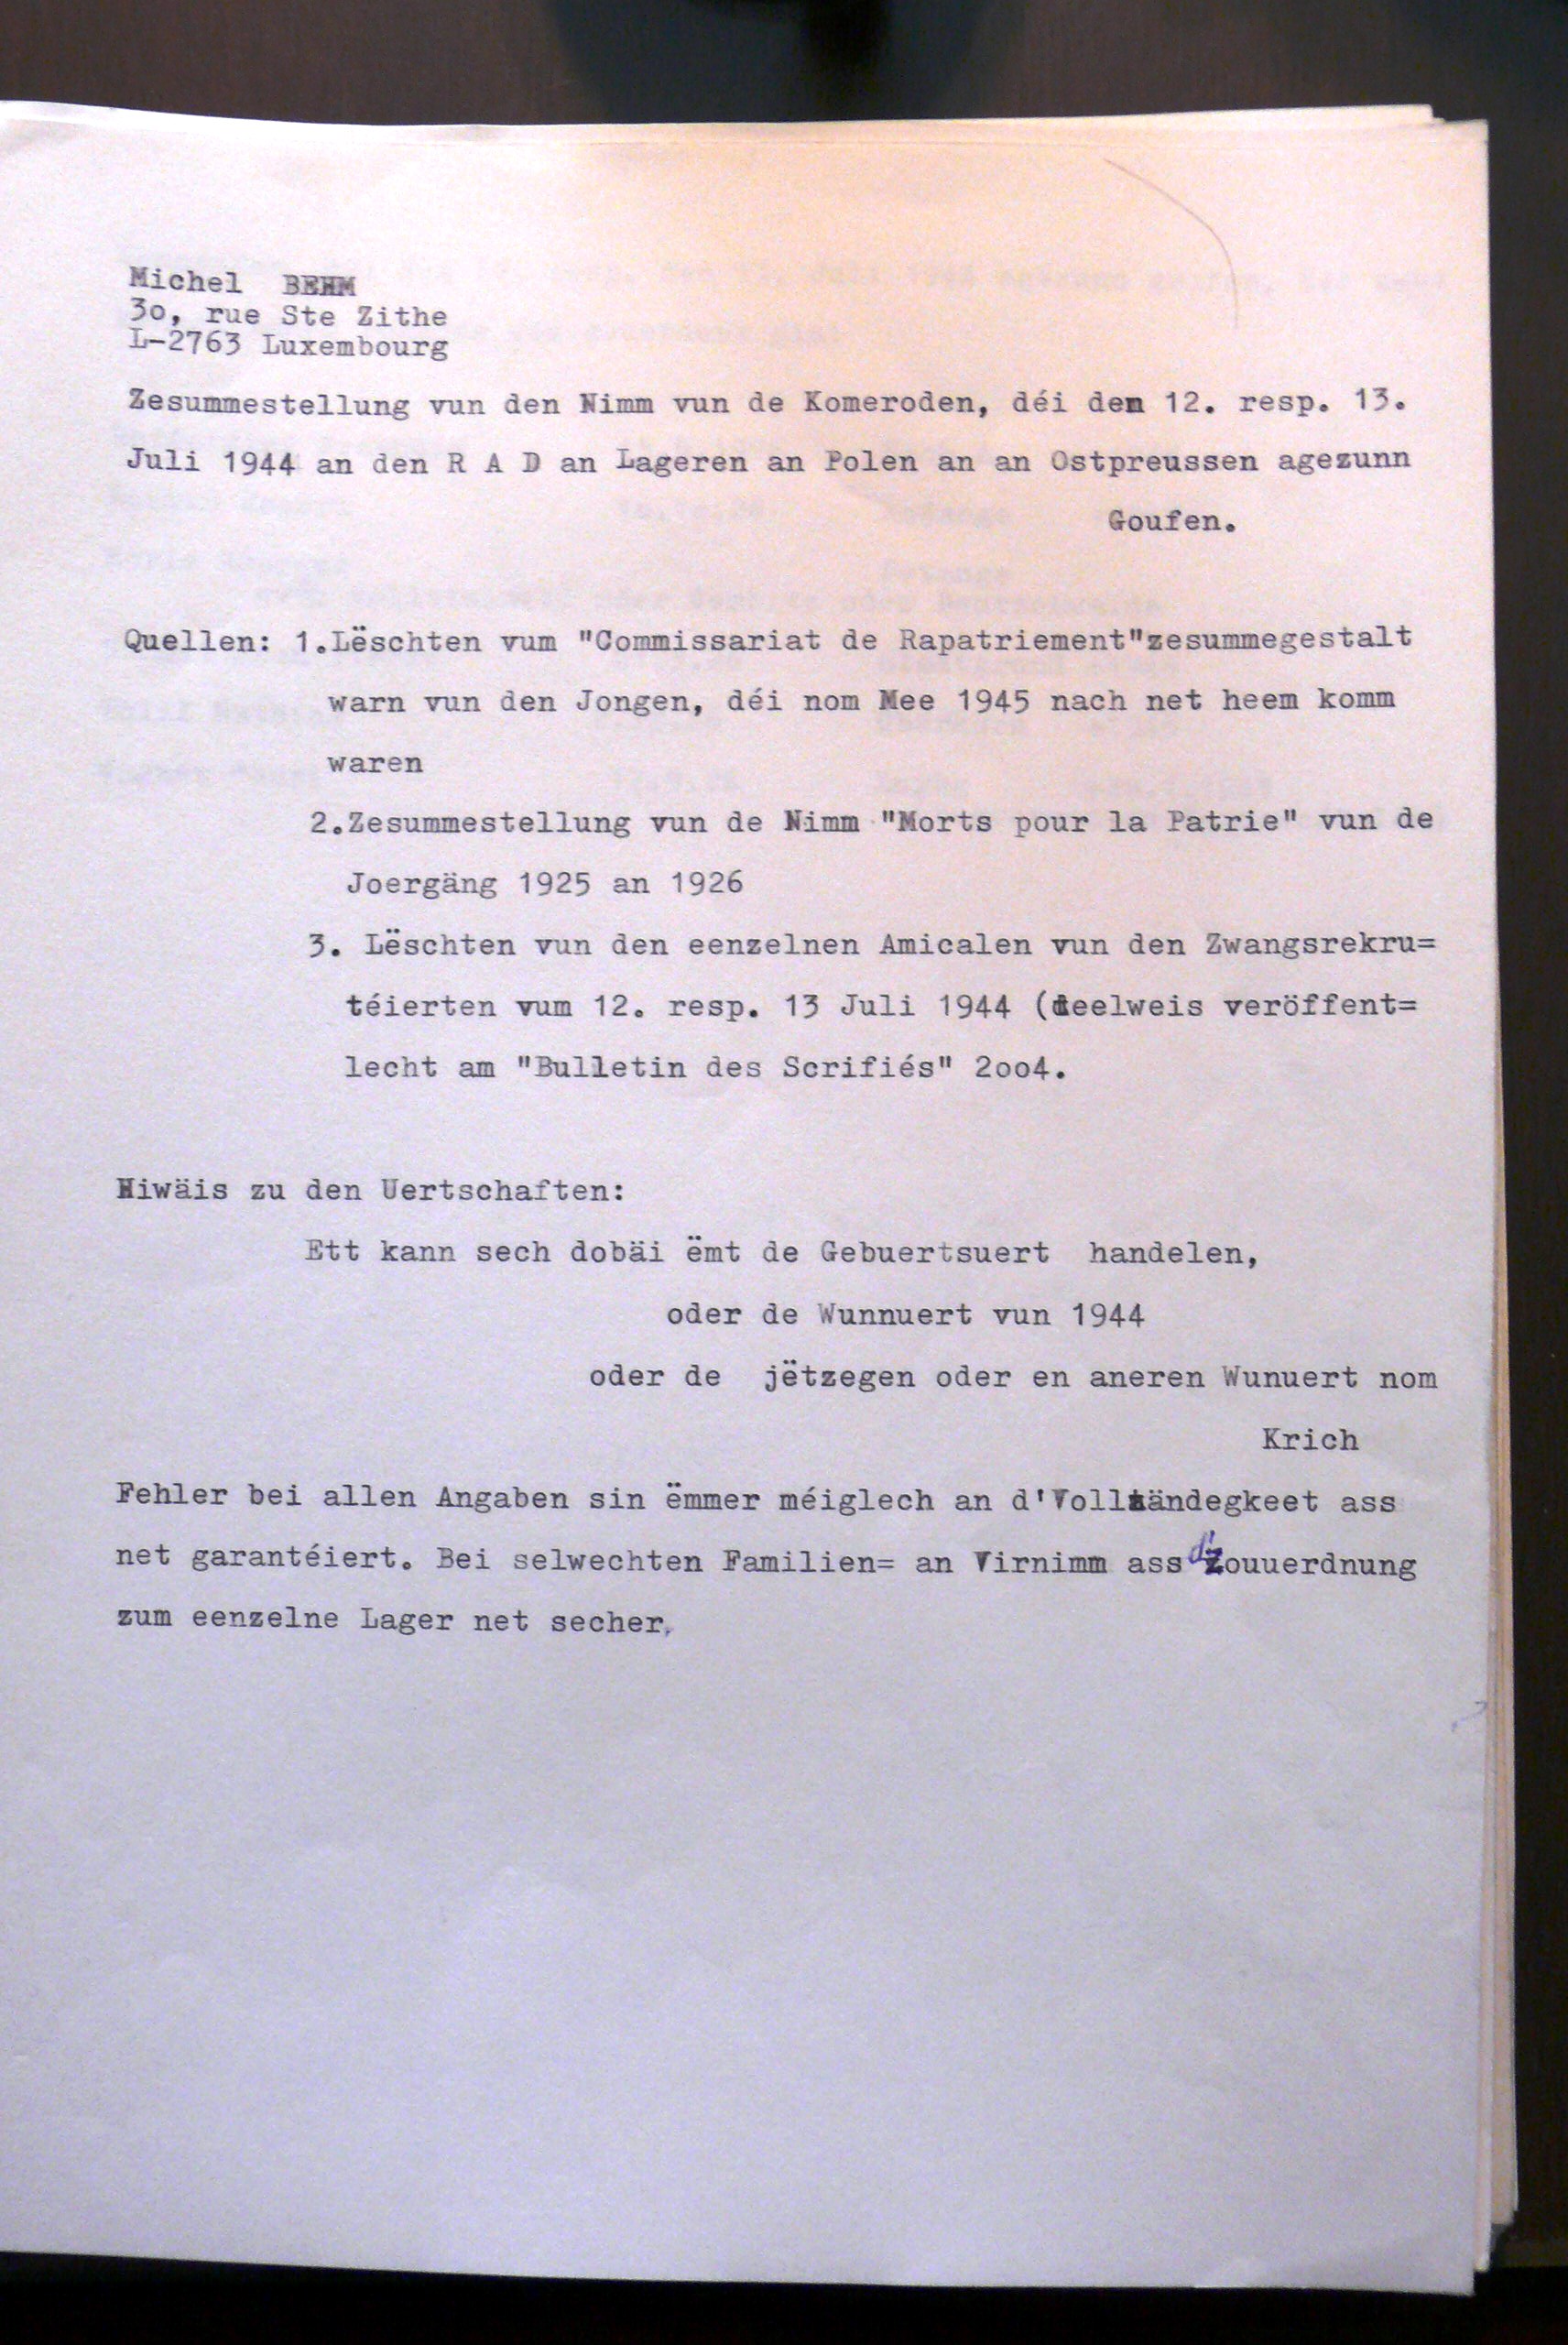 Michel BEHM
3o, rue Ste Zithe
L-2763 Luxembourg
Zesummestellung vun den Nimm vun de Komeroden, déi den 12. resp. 13.
Juli 1944 an den R A D an Lageren an Polen an an Ostpreussen agezunn
Goufen.
Quellen: 1.Lëschten vum "Commissariat de Rapatriement"zesummegestalt
warn vun den Jongen, déi nom Mee 1945 nach net heem komm
waren
2.Zesummestellung vun de Nimm "Morts pour la Patrie" vun de
Joergäng 1925 an 1926
3. Lëschten vun den eenzelnen Amicalen vun den Zwangsrekru=
téierten vum 12. resp. 13 Juli 1944 (deelweis veröffent=
lecht am "Bulletin des Scrifiés" 2oo4.
Hiwäis zu den Uertschaften:
Ett kann sech dobäi ëmt de Gebuertsuert handelen,
oder de Wunnuert vun 1944
oder de jëtzegen oder en aneren Wunuert nom
Krich
Fehler bei allen Angaben sin ëmmer méiglech an ass
net garantéiert. Bei selwechten Familien= an Virnimm ass d'Zouuerdnung
zum eenzelne Lager net secher.